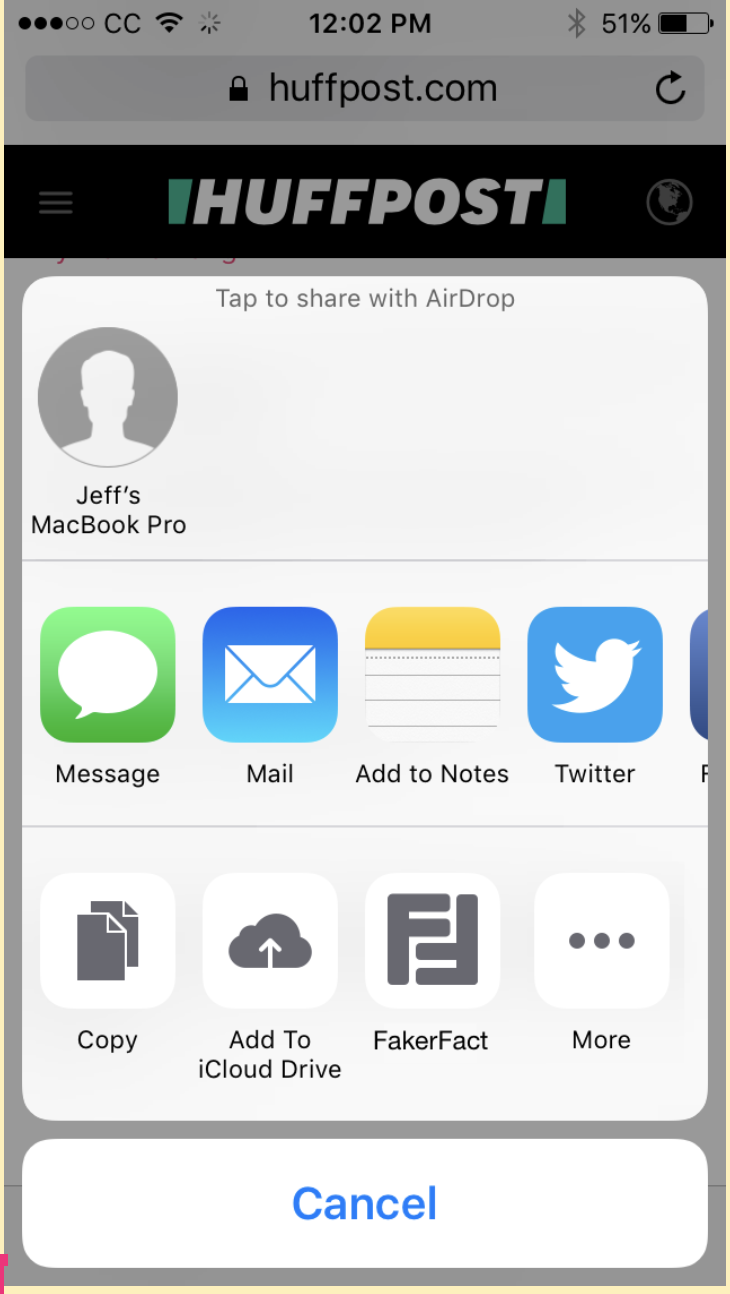 CC 12:02 PM 51%
huffpost.com
HUFFPOST
Tap to share with AirDrop
Jeff's
MacBook Pro
Message Mail Add to Notes Twitter F
Copy Add To FakerFact More
iCloud Drive
Cancel